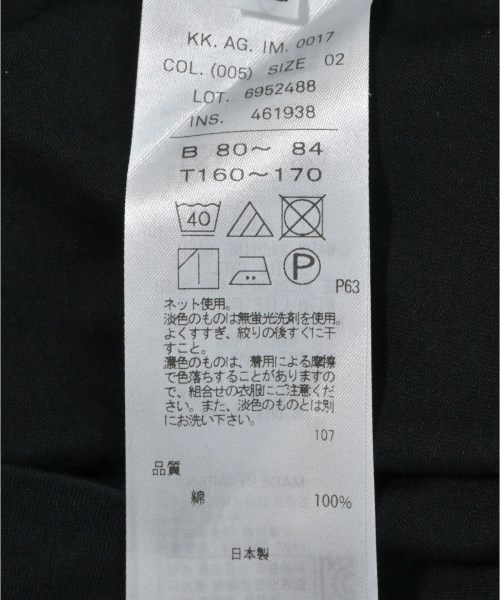 KK. AG. IM. 0017
COL. (005) SIZE 02
LOT. 6952488
INS. 461938
B 80～ 84
T160～170
40
P
P63
ネット使用。
淡色のものは無蛍光洗剤を使用。
よくすすぎ、絞りの後すぐに干
すこと。
濃色のものは、着用による摩擦
で色落ちすることがありますの
で、組合せの衣服にご注意くだ
さい。また、淡色のものとは別
にお洗い下さい。
107
品質
綿 100%
日本製